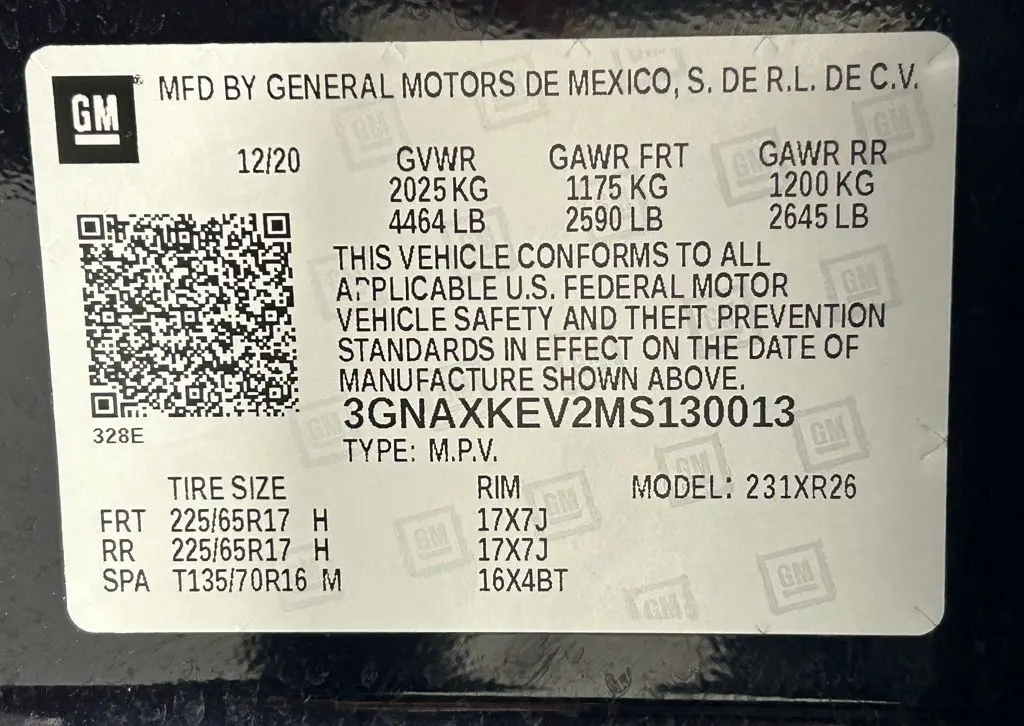 GM ® MFD BY GENERAL MOTORS DE MEXICO, S. DE R.L. DE C.V.
12/20 GVWR GAWR FRT GAWR RR
2025 KG 1175 KG 1200 KG
4464 LB 2590 LB 2645 LB
THIS VEHICLE CONFORMS TO ALL
APPLICABLE U.S. FEDERAL MOTOR
VEHICLE SAFETY AND THEFT PREVENTION
STANDARDS IN EFFECT ON THE DATE OF
MANUFACTURE SHOWN ABOVE.
3GNAXKEV2MS130013
328E
TYPE: M.P.V.
TIRE SIZE RIM MODEL: 231XR26
FRT 225/65R17 H 17X7J
RR 225/65R17 H 17X7J
SPA T135/70R16 M 16X4BT